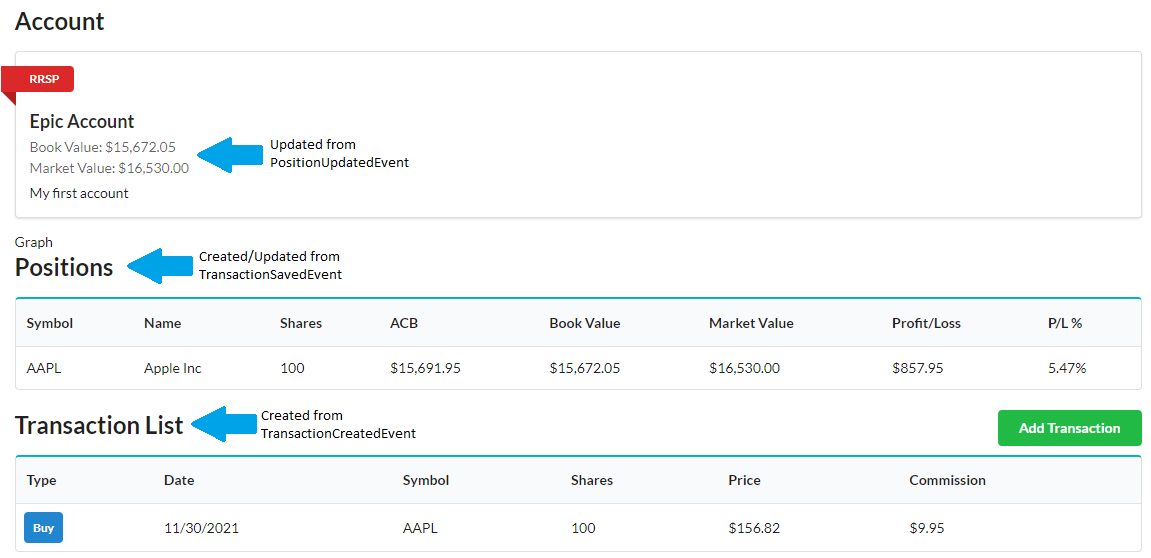 Account
RRSP
Epic Account
Book Value: $15,672.05
Market Value: $16,530.00
Updated from
PositionUpdatedEvent
My first account
Graph
Positions
Created/Updated from
TransactionSavedEvent
Symbol Name Shares ACB Book Value Market Value Profit/Loss P/L %
AAPL Apple Inc 100 $15,691.95 $15,672.05 $16,530.00 $857.95 5.47%
Transaction List
Created from
TransactionCreatedEvent
Add Transaction
Type Date Symbol Shares Price Commission
Buy 11/30/2021 AAPL 100 $156.82 $9.95